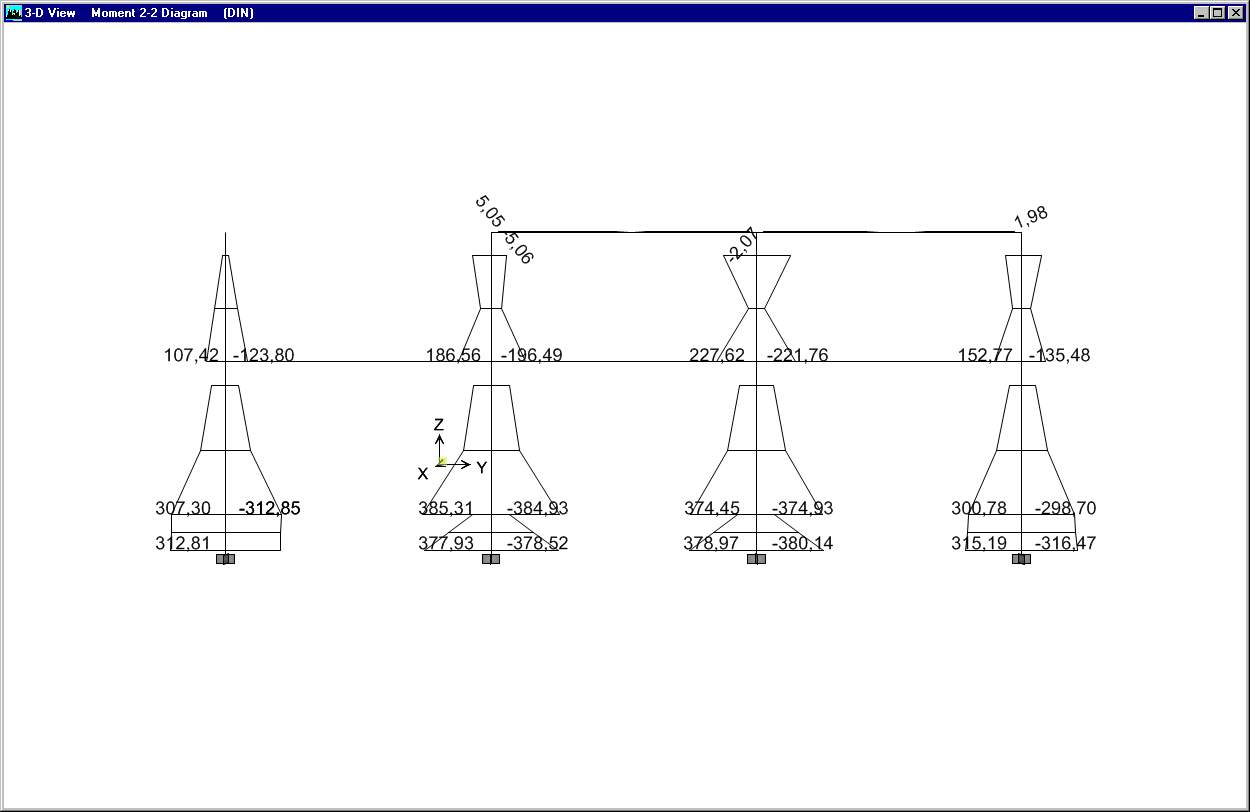 3-D View Moment 2-2 Diagram (DIN)
5,05 -5,06 -2,07 1,98
107,42 -123,80 186,56 -196,49 227,62 -221,76 152,77 -135,48
Z
X Y
307,30 -312,85 385,31 -384,93 374,45 -374,93 300,78 -298,70
312,81 377,93 -378,52 378,97 -380,14 315,19 -316,47